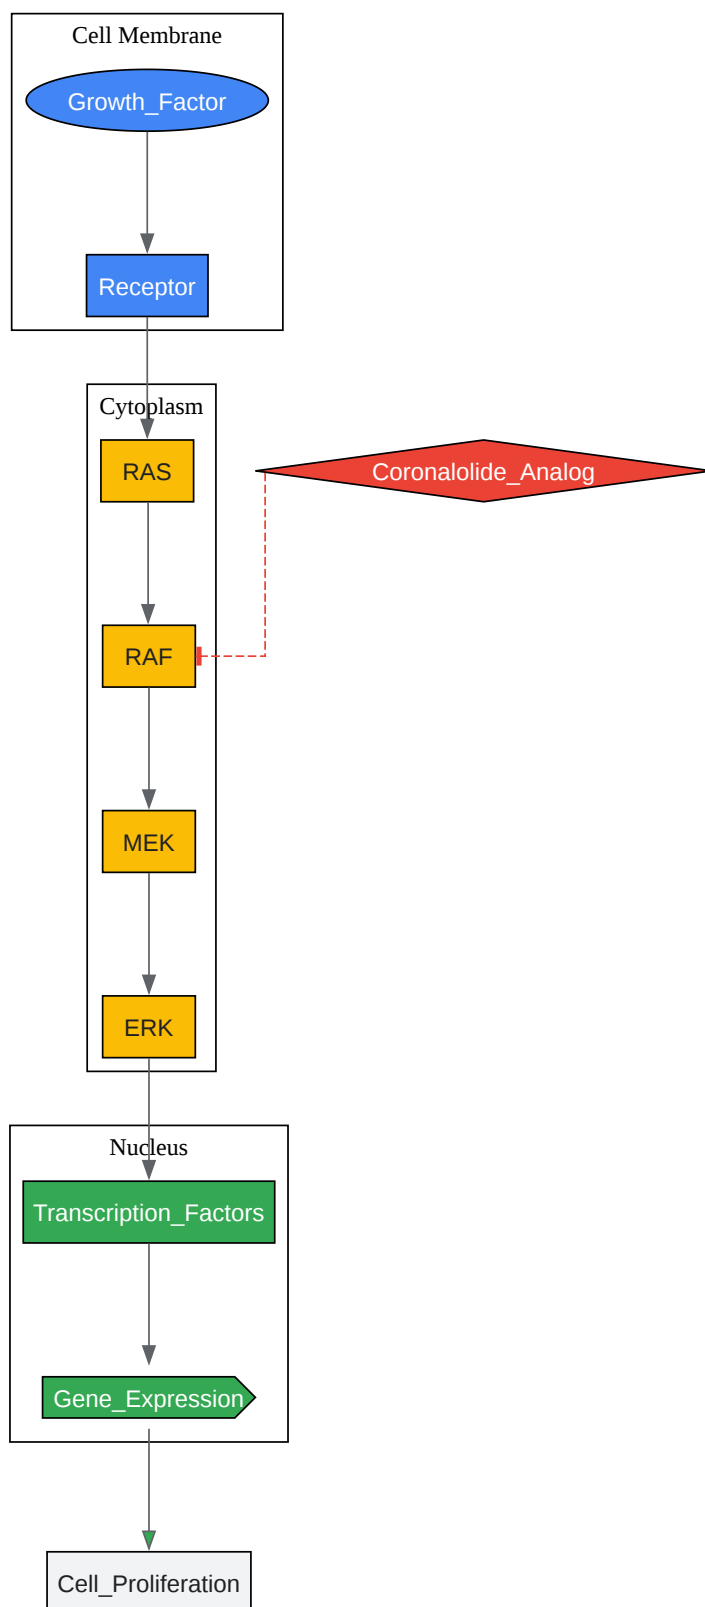 Cell Membrane
Growth_Factor
Receptor
Cytoplasm
RAS
Coronalolide_Analog
RAF
MEK
ERK
Nucleus
Transcription_Factors
Gene_Expression
Cell_Proliferation